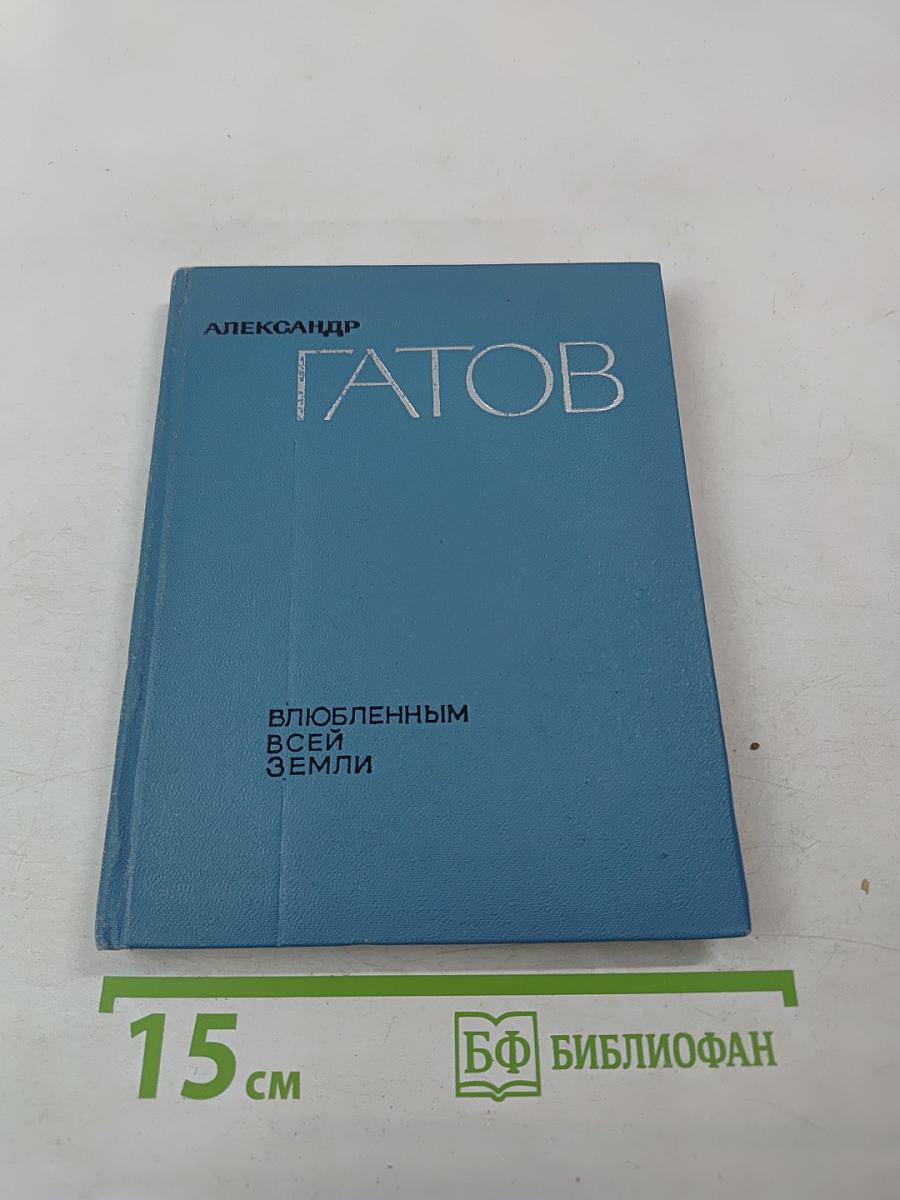 АЛЕКСАНДР
ГАТОВ
ВЛЮБЛЕННЫМ
ВСЕЙ
ЗЕМЛИ
15 см
БФ БИБЛИОФАН